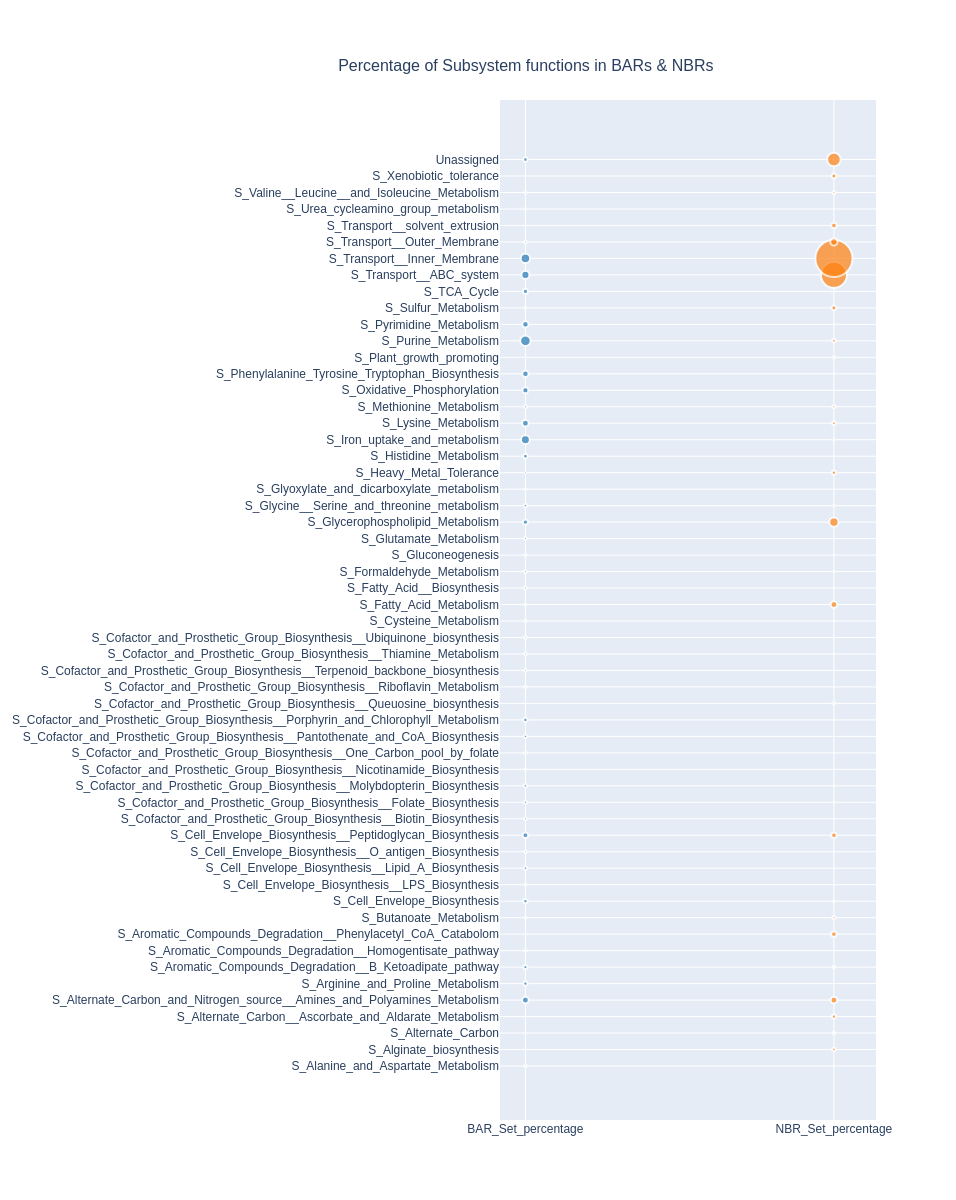 Percentage of Subsystem functions in BARs & NBRs
Unassigned
S_Xenobiotic_tolerance
S_Valine__Leucine__and_Isoleucine_Metabolism
S_Urea_cycleamino_group_metabolism
S_Transport__solvent_extrusion
S_Transport__Outer_Membrane
S_Transport__Inner_Membrane
S_Transport__ABC_system
S_TCA_Cycle
S_Sulfur_Metabolism
S_Pyrimidine_Metabolism
S_Purine_Metabolism
S_Plant_growth_promoting
S_Phenylalanine_Tyrosine_Tryptophan_Biosynthesis
S_Oxidative_Phosphorylation
S_Methionine_Metabolism
S_Lysine_Metabolism
S_Iron_uptake_and_metabolism
S_Histidine_Metabolism
S_Heavy_Metal_Tolerance
S_Glyoxylate_and_dicarboxylate_metabolism
S_Glycine__Serine_and_threonine_metabolism
S_Glycerophospholipid_Metabolism
S_Glutamate_Metabolism
S_Gluconeogenesis
S_Formaldehyde_Metabolism
S_Fatty_Acid__Biosynthesis
S_Fatty_Acid_Metabolism
S_Cysteine_Metabolism
S_Cofactor_and_Prosthetic_Group_Biosynthesis__Ubiquinone_biosynthesis
S_Cofactor_and_Prosthetic_Group_Biosynthesis__Thiamine_Metabolism
S_Cofactor_and_Prosthetic_Group_Biosynthesis__Terpenoid_backbone_biosynthesis
S_Cofactor_and_Prosthetic_Group_Biosynthesis__Riboflavin_Metabolism
S_Cofactor_and_Prosthetic_Group_Biosynthesis__Queuosine_biosynthesis
S_Cofactor_and_Prosthetic_Group_Biosynthesis__Porphyrin_and_Chlorophyll_Metabolism
S_Cofactor_and_Prosthetic_Group_Biosynthesis__Pantothenate_and_CoA_Biosynthesis
S_Cofactor_and_Prosthetic_Group_Biosynthesis__One_Carbon_pool_by_folate
S_Cofactor_and_Prosthetic_Group_Biosynthesis__Nicotinamide_Biosynthesis
S_Cofactor_and_Prosthetic_Group_Biosynthesis__Molybdopterin_Biosynthesis
S_Cofactor_and_Prosthetic_Group_Biosynthesis__Folate_Biosynthesis
S_Cofactor_and_Prosthetic_Group_Biosynthesis__Biotin_Biosynthesis
S_Cell_Envelope_Biosynthesis__Peptidoglycan_Biosynthesis
S_Cell_Envelope_Biosynthesis__O_antigen_Biosynthesis
S_Cell_Envelope_Biosynthesis__Lipid_A_Biosynthesis
S_Cell_Envelope_Biosynthesis__LPS_Biosynthesis
S_Cell_Envelope_Biosynthesis
S_Butanoate_Metabolism
S_Aromatic_Compounds_Degradation__Phenylacetyl_CoA_Catabolom
S_Aromatic_Compounds_Degradation__Homogentisate_pathway
S_Aromatic_Compounds_Degradation__B_Ketoadipate_pathway
S_Arginine_and_Proline_Metabolism
S_Alternate_Carbon_and_Nitrogen_source__Amines_and_Polyamines_Metabolism
S_Alternate_Carbon__Ascorbate_and_Aldarate_Metabolism
S_Alternate_Carbon
S_Alginate_biosynthesis
S_Alanine_and_Aspartate_Metabolism
BAR_Set_percentage NBR_Set_percentage